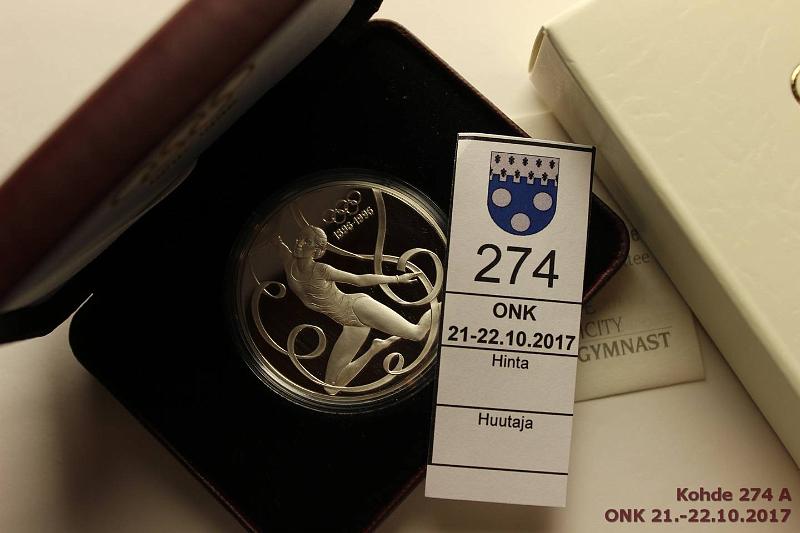 1896-1996
274
ONK
21-22.10.2017
Hinta
Huutaja
CITY
GYMNAST
Kohde 274 A
ONK 21.-22.10.2017